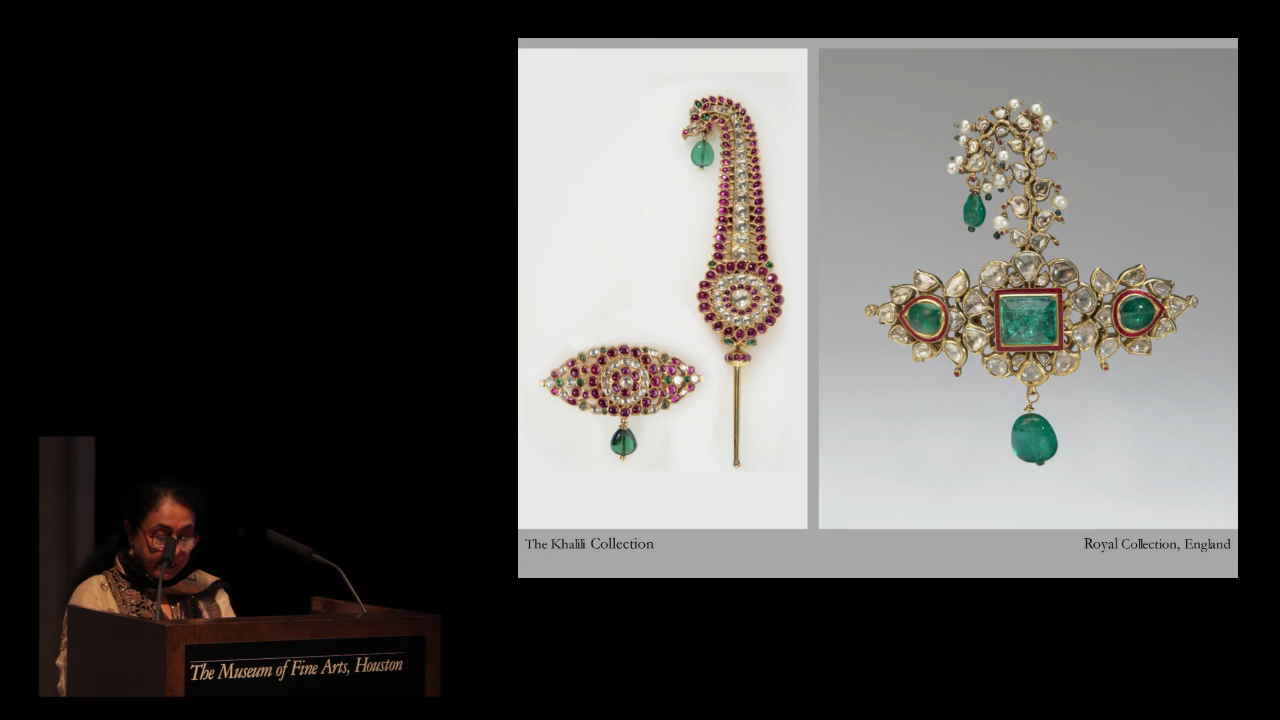 The Khalili Collection
Royal Collection, England
The Museum of Fine Arts, Houston